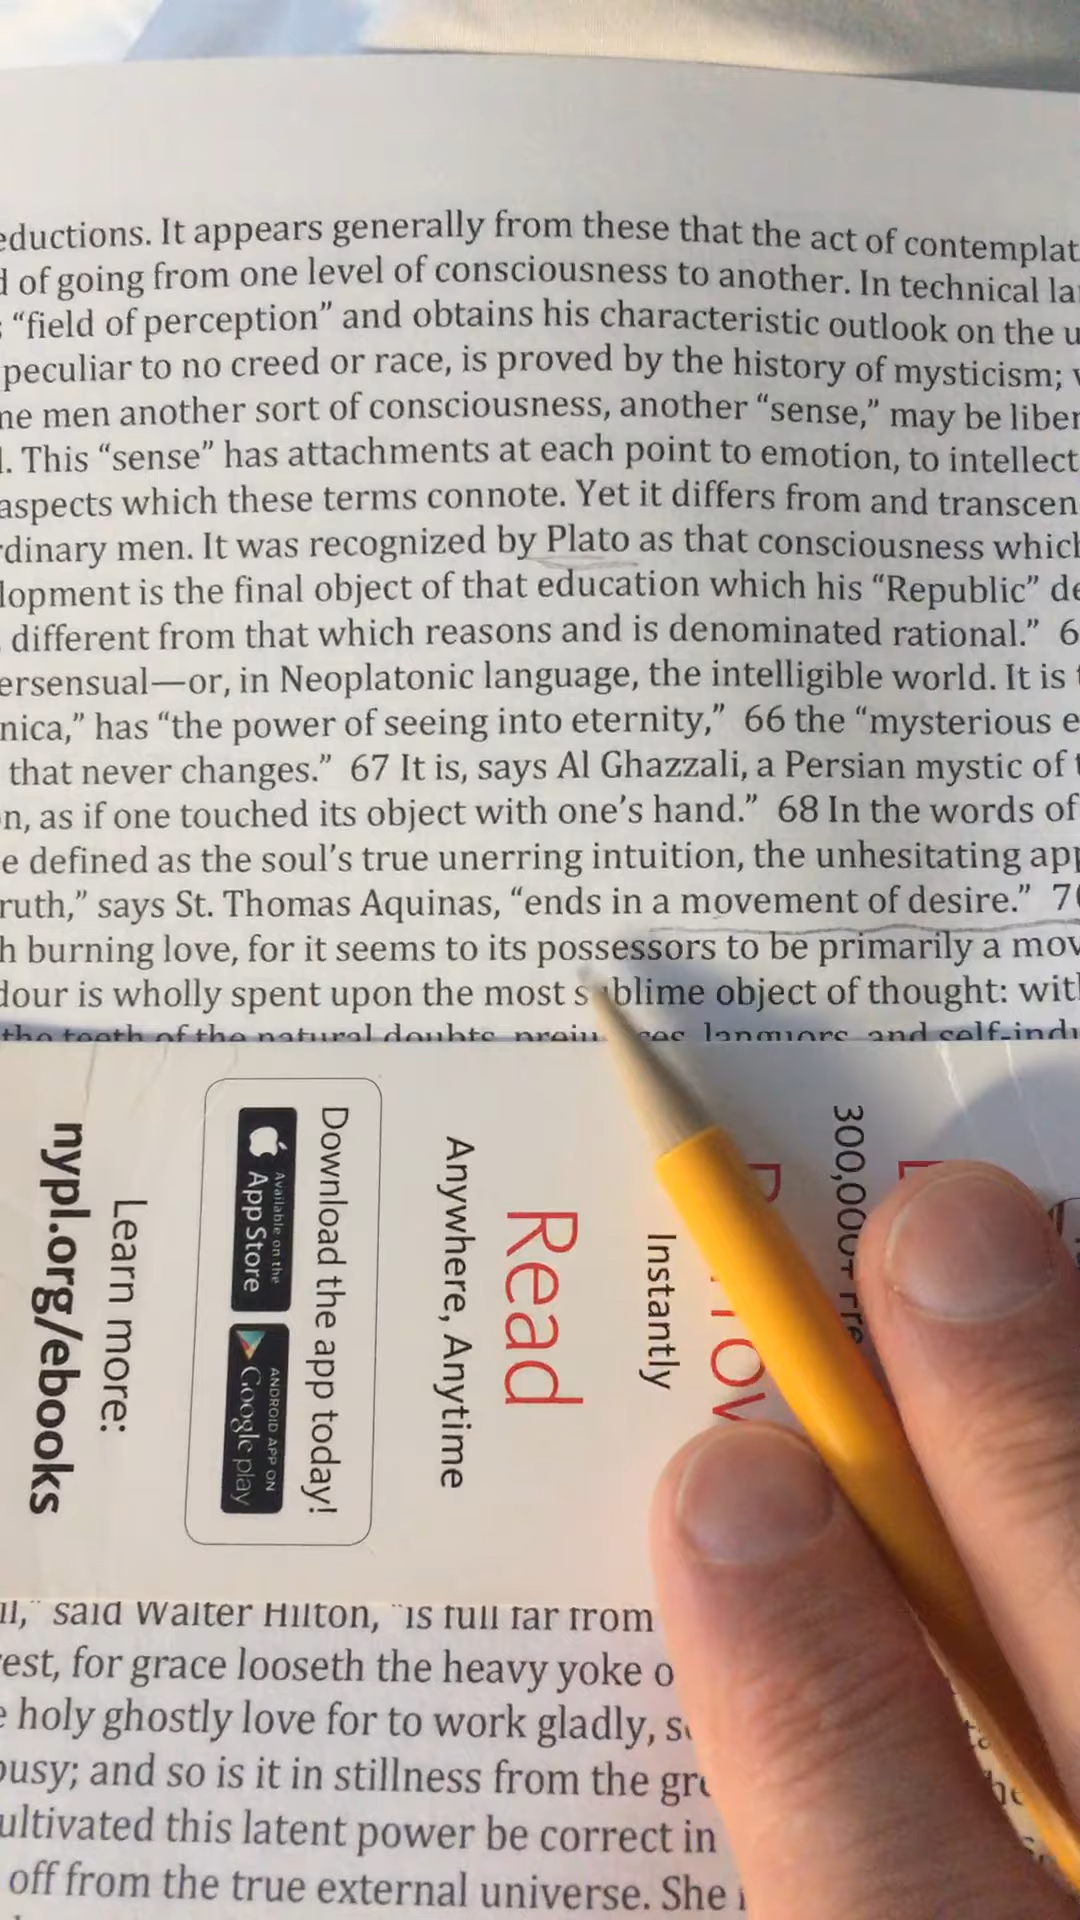 eductions. It appears generally from these that the act of contemplat
d of going from one level of consciousness to another. In technical la
“field of perception” and obtains his characteristic outlook on the u
peculiar to no creed or race, is proved by the history of mysticism;
me men another sort of consciousness, another “sense,” may be liber
. This “sense” has attachments at each point to emotion, to intellect
aspects which these terms connote. Yet it differs from and transcen
rdinary men. It was recognized by Plato as that consciousness which
lopment is the final object of that education which his “Republic” de
different from that which reasons and is denominated rational.” 6
ersensual—or, in Neoplatonic language, the intelligible world. It is
nica,” has “the power of seeing into eternity,” 66 the “mysterious e
that never changes.” 67 It is, says Al Ghazzali, a Persian mystic of
n, as if one touched its object with one’s hand.” 68 In the words of
e defined as the soul’s true unerring intuition, the unhesitating app
ruth,” says St. Thomas Aquinas, “ends in a movement of desire.” 70
h burning love, for it seems to its possessors to be primarily a mov
dour is wholly spent upon the most sublime object of thought: with
the teeth of the natural doubts, languors, and self-indu
300,000+ Fre
Instantly
Read
Anywhere, Anytime
Download the app today!
Available on the
App Store
ANDROID APP ON
Google play
Learn more:
nypl.org/ebooks
ll,” said Walter Hilton, “is full far from
rest, for grace looseth the heavy yoke o
e holy ghostly love for to work gladly, s
busy; and so is it in stillness from the gr
ultivated this latent power be correct in
off from the true external universe. She